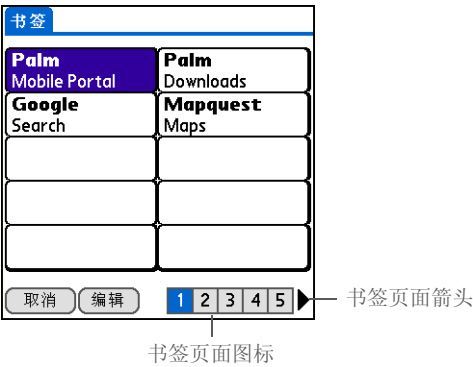 书签
Palm
Mobile Portal
Palm
Downloads
Google
Search
Mapquest
Maps
取消 编辑 1 2 3 4 5
书签页面箭头
书签页面图标